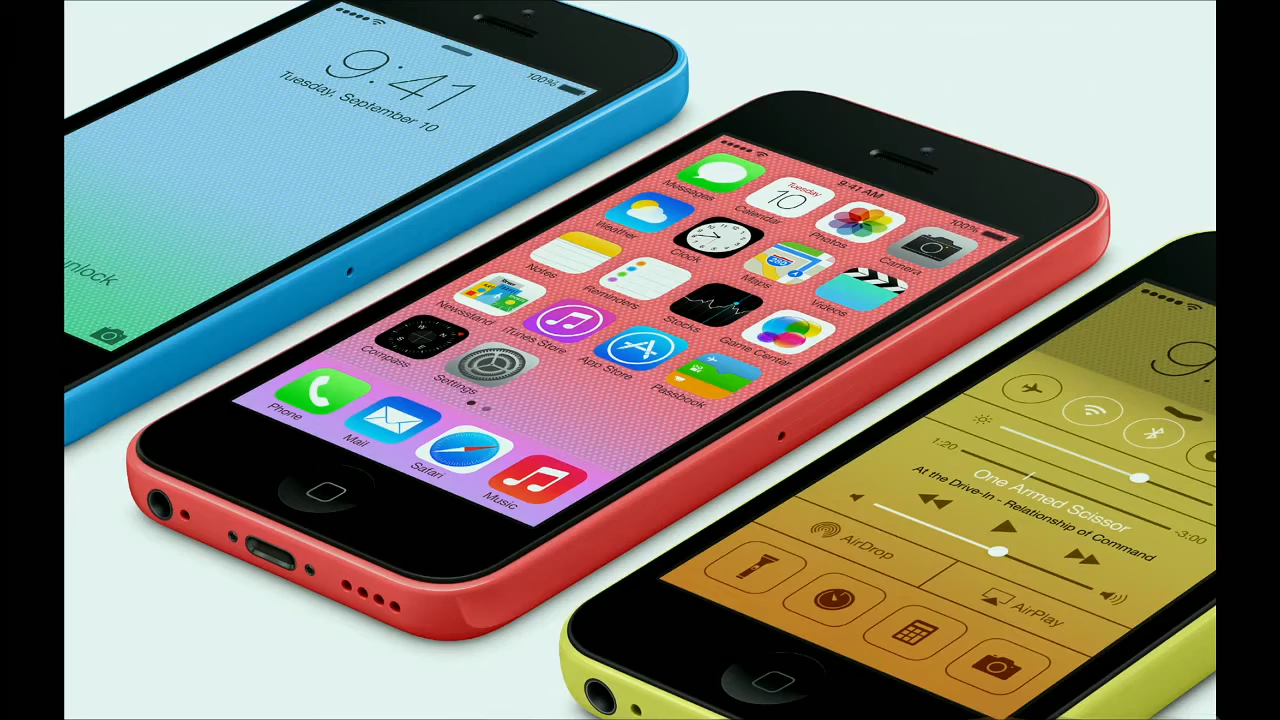 9:41
Tuesday, September 10
100%
unlock
9:41 AM
100%
Messages
Tuesday
10
Calendar
Photos
Camera
Weather
Clock
Maps
280
Videos
Notes
Reminders
Stocks
Game Center
Newsstand
iTunes Store
App Store
Passbook
Compass
N
W
E
S
Settings
Phone
Mail
Safari
Music
9:
1:20
-3:00
One Armed Scissor
At the Drive-In - Relationship of Command
AirDrop
AirPlay